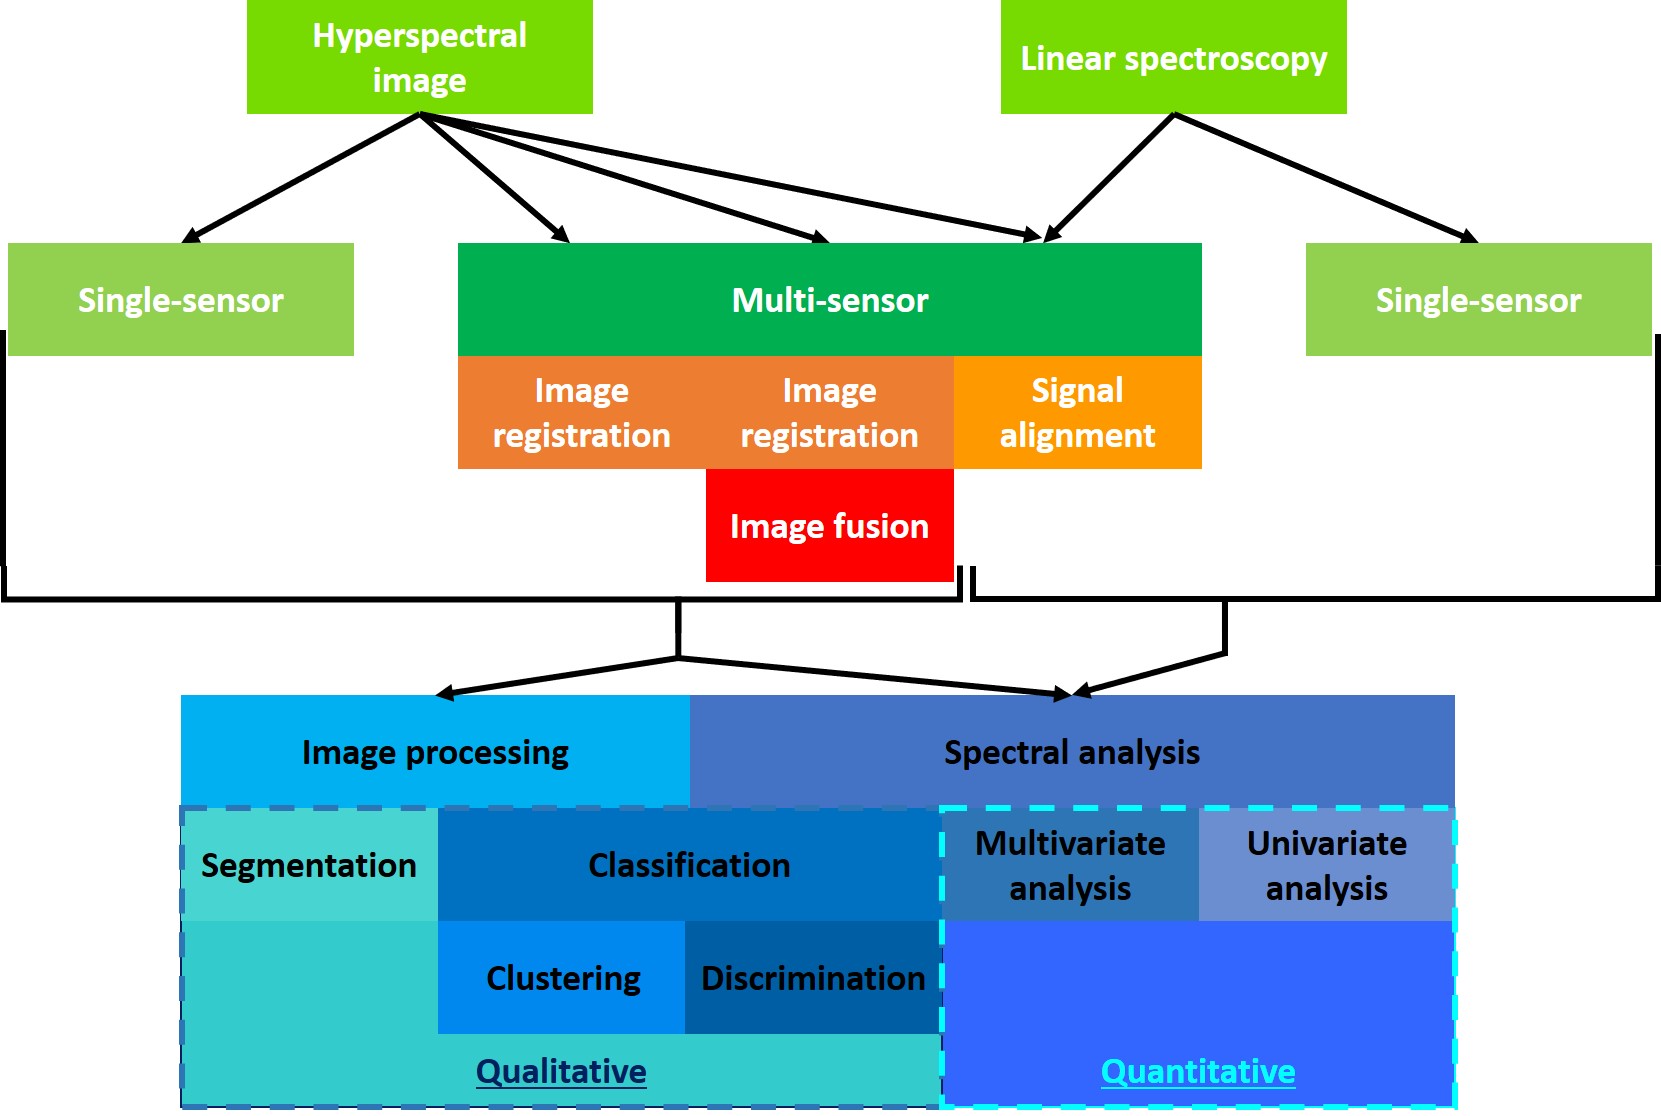 Hyperspectral
image
Linear spectroscopy
Single-sensor
Multi-sensor
Single-sensor
Image
registration
Image
registration
Signal
alignment
Image fusion
Image processing
Spectral analysis
Segmentation
Classification
Multivariate
analysis
Univariate
analysis
Clustering
Discrimination
Qualitative
Quantitative